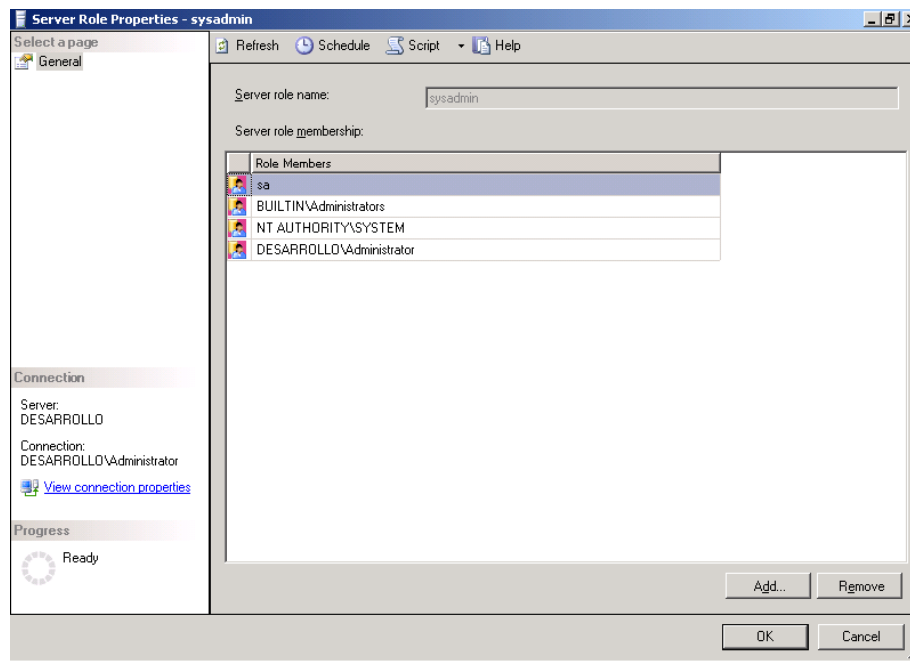 Server Role Properties - sysadmin
Select a page
General
Refresh Schedule Script Help
Server role name: sysadmin
Server role membership:
Role Members
sa
BUILTIN\Administrators
NT AUTHORITY\SYSTEM
DESARROLLO\Administrator
Connection
Server:
DESARROLLO
Connection:
DESARROLLO\Administrator
View connection properties
Progress
Ready
Add... Remove
OK Cancel